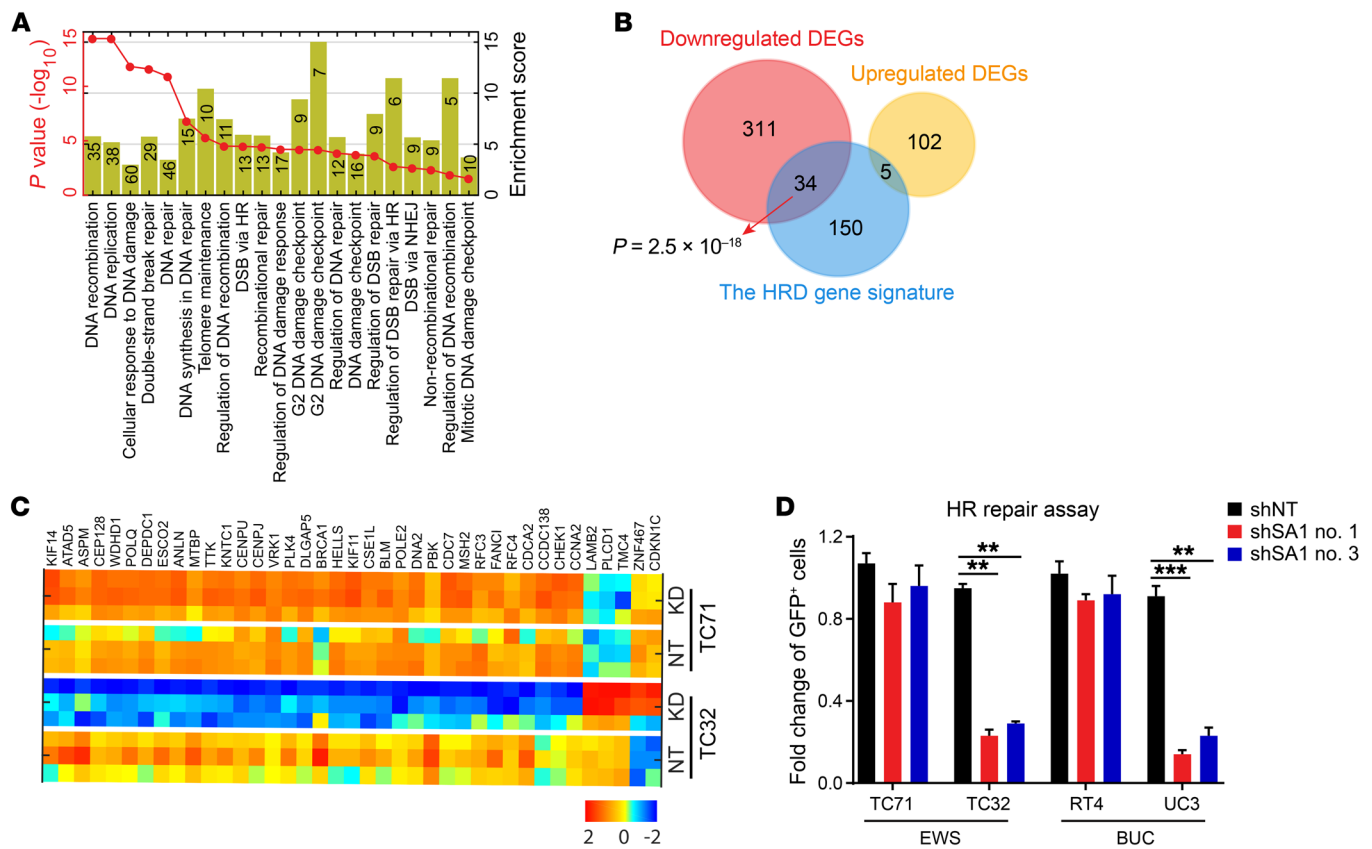 A
P value (-log10)
15
10
5
0
35
38
60
29
46
15
10
11
13
13
17
9
7
12
16
9
6
9
9
5
10
15
10
5
0
Enrichment score
DNA recombination
DNA replication
Cellular response to DNA damage
Double-strand break repair
DNA repair
DNA synthesis in DNA repair
Telomere maintenance
Regulation of DNA recombination
DSB via HR
Recombinational repair
Regulation of DNA damage response
G2 DNA damage checkpoint
G2 DNA damage checkpoint
Regulation of DNA repair
DNA damage checkpoint
Regulation of DSB repair
Regulation of DSB repair via HR
DSB via NHEJ
Non-recombinational repair
Regulation of DNA recombination
Mitotic DNA damage checkpoint
B
Downregulated DEGs
Upregulated DEGs
311
102
34
5
150
P = 2.5 × 10–18
The HRD gene signature
C
KIF14
ATAD5
ASPM
CEP128
WDHD1
POLQ
DEPDC1
ESCO2
ANLN
MTBP
TTK
KNTC1
CENPU
CENPJ
VRK1
PLK4
DLGAP5
BRCA1
HELLS
KIF11
CSE1L
BLM
POLE2
DNA2
PBK
CDC7
MSH2
RFC3
FANCI
RFC4
CDCA2
CCDC138
CHEK1
CCNA2
LAMB2
PLCD1
TMC4
ZNF467
CDKN1C
KD
NT
TC71
KD
NT
TC32
2 0 -2
D
HR repair assay
shNT
shSA1 no. 1
shSA1 no. 3
Fold change of GFP+ cells
1.2
0.8
0.4
0.0
**
**
**
***
TC71 TC32 RT4 UC3
EWS BUC